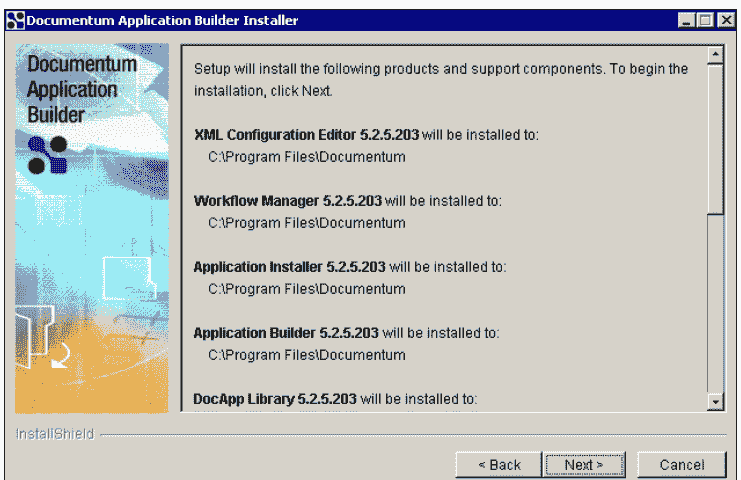 Documentum Application Builder Installer
Documentum
Application
Builder
Setup will install the following products and support components. To begin the
installation, click Next.
XML Configuration Editor 5.2.5.203 will be installed to:
C:\Program Files\Documentum
Workflow Manager 5.2.5.203 will be installed to:
C:\Program Files\Documentum
Application Installer 5.2.5.203 will be installed to:
C:\Program Files\Documentum
Application Builder 5.2.5.203 will be installed to:
C:\Program Files\Documentum
DocApp Library 5.2.5.203 will be installed to:
InstallShield
< Back
Next >
Cancel